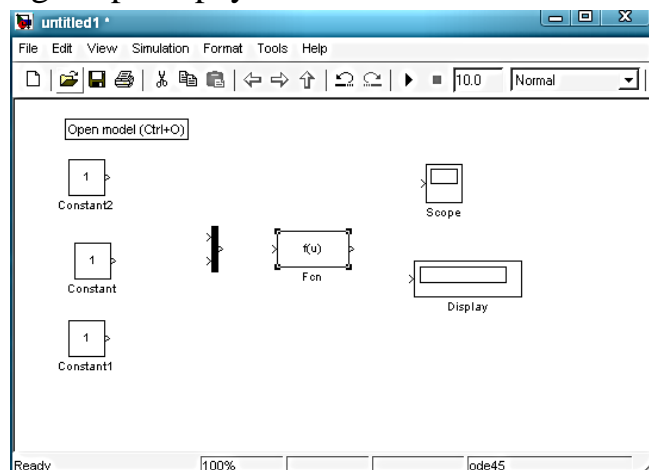 untitled1 *
File Edit View Simulation Format Tools Help
10.0 Normal
Open model (Ctrl+O)
1
Constant2
Scope
f(u)
Fcn
1
Constant
Display
1
Constant1
Ready 100% ode45